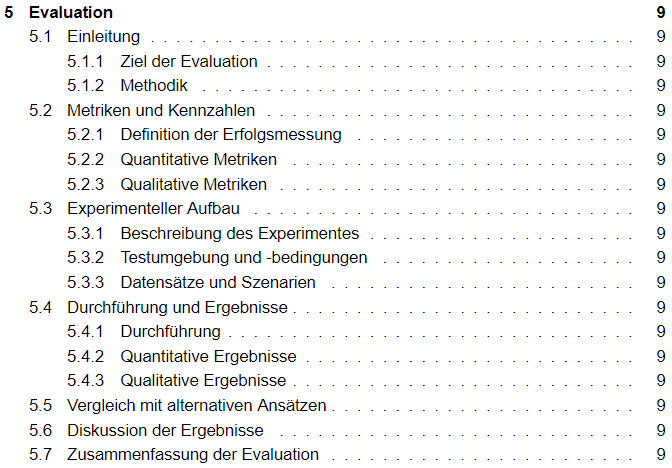 5 Evaluation 9
5.1 Einleitung . . . . . . . . . . . . . . . . . . . . . . . . . . . . . . . . 9
5.1.1 Ziel der Evaluation . . . . . . . . . . . . . . . . . . . . . . . . . 9
5.1.2 Methodik . . . . . . . . . . . . . . . . . . . . . . . . . . . . 9
5.2 Metriken und Kennzahlen . . . . . . . . . . . . . . . . . . . . . . . . . 9
5.2.1 Definition der Erfolgsmessung . . . . . . . . . . . . . . . . . . . 9
5.2.2 Quantitative Metriken . . . . . . . . . . . . . . . . . . . . . . . 9
5.2.3 Qualitative Metriken . . . . . . . . . . . . . . . . . . . . . . . 9
5.3 Experimenteller Aufbau . . . . . . . . . . . . . . . . . . . . . . . . . 9
5.3.1 Beschreibung des Experimentes . . . . . . . . . . . . . . . . . . 9
5.3.2 Testumgebung und -bedingungen . . . . . . . . . . . . . . . . . 9
5.3.3 Datensätze und Szenarien . . . . . . . . . . . . . . . . . . . . . 9
5.4 Durchführung und Ergebnisse . . . . . . . . . . . . . . . . . . . . . . . 9
5.4.1 Durchführung . . . . . . . . . . . . . . . . . . . . . . . . . . . 9
5.4.2 Quantitative Ergebnisse . . . . . . . . . . . . . . . . . . . . . . 9
5.4.3 Qualitative Ergebnisse . . . . . . . . . . . . . . . . . . . . . . . 9
5.5 Vergleich mit alternativen Ansätzen . . . . . . . . . . . . . . . . . . . . 9
5.6 Diskussion der Ergebnisse . . . . . . . . . . . . . . . . . . . . . . . . 9
5.7 Zusammenfassung der Evaluation . . . . . . . . . . . . . . . . . . . . 9